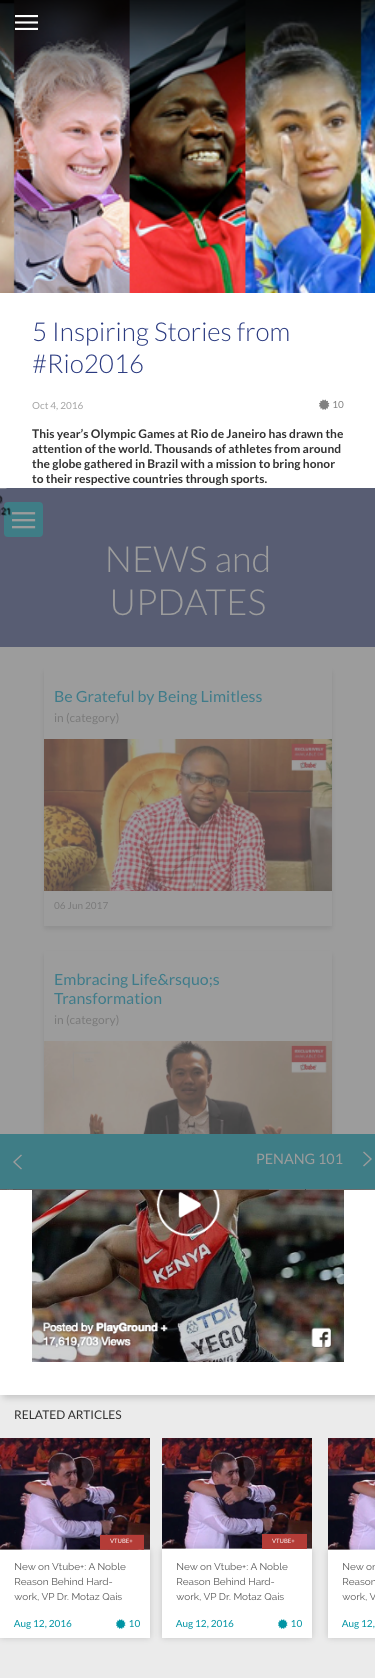 5 Inspiring Stories from
#Rio2016
Oct 4, 2016
10
This year's Olympic Games at Rio de Janeiro has drawn the
attention of the world. Thousands of athletes from around
the globe gathered in Brazil with a mission to bring honor
to their respective countries through sports.
21
NEWS and
UPDATES
Be Grateful by Being Limitless
in (category)
06 Jun 2017
Embracing Life&rsquo;s
Transformation
in (category)
PENANG 101
KENYA
TDK
YEGO
Posted by PlayGround +
17,619,703 Views
RELATED ARTICLES
VTUBE+
VTUBE+
New on Vtube+: A Noble
Reason Behind Hard-
work, VP Dr. Motaz Qais
Aug 12, 2016
10
New on Vtube+: A Noble
Reason Behind Hard-
work, VP Dr. Motaz Qais
Aug 12, 2016
10
New on
Reason
work, V
Aug 12,